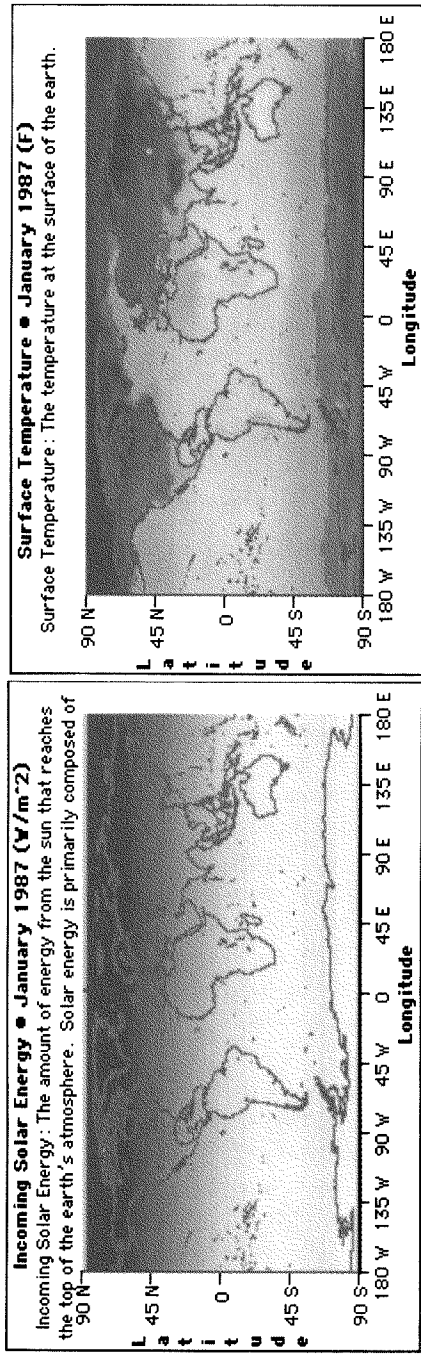 Incoming Solar Energy ● January 1987 (W/m^2)
Incoming Solar Energy : The amount of energy from the sun that reaches
the top of the earth's atmosphere. Solar energy is primarily composed of
90 N
45 N
0
45 S
90 S
Latitude
180 W 135 W 90 W 45 W 0 45 E 90 E 135 E 180 E
Longitude
Surface Temperature ● January 1987 (F)
Surface Temperature : The temperature at the surface of the earth.
90 N
45 N
0
45 S
90 S
Latitude
180 W 135 W 90 W 45 W 0 45 E 90 E 135 E 180 E
Longitude